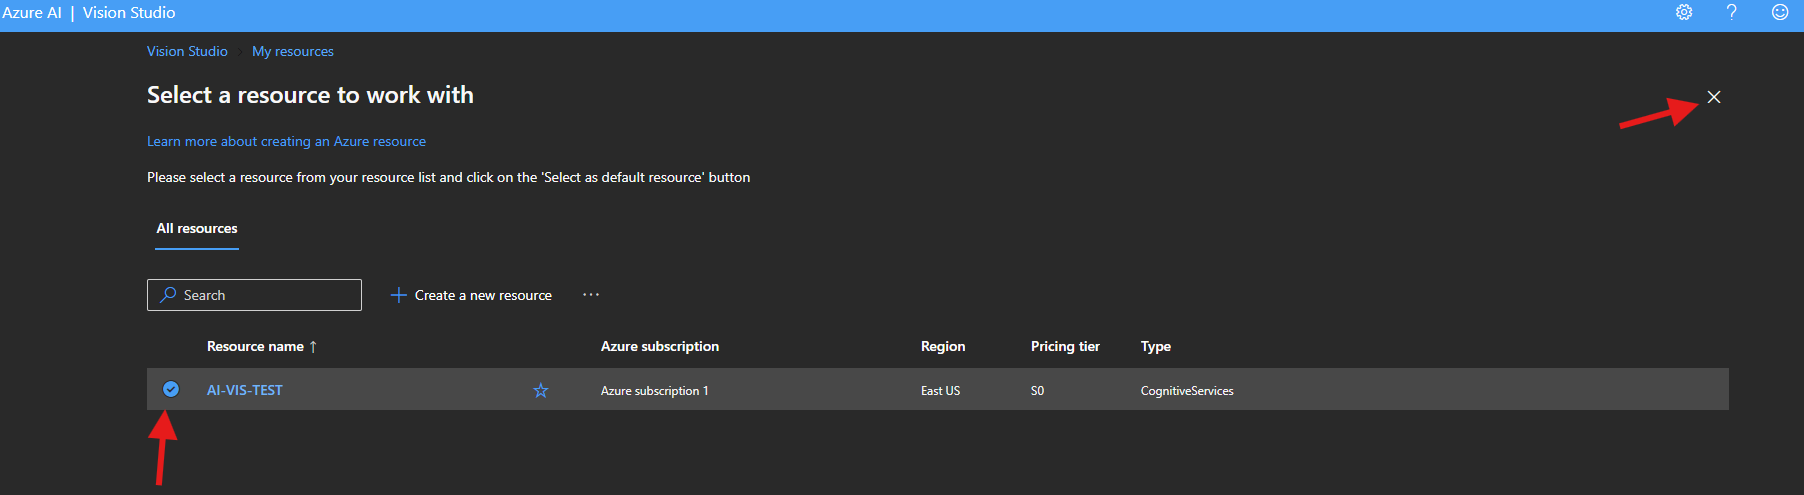 Azure AI | Vision Studio
Vision Studio > My resources
Select a resource to work with
Learn more about creating an Azure resource
Please select a resource from your resource list and click on the 'Select as default resource' button
All resources
Search
+ Create a new resource ...
Resource name ↑ Azure subscription Region Pricing tier Type
AI-VIS-TEST Azure subscription 1 East US S0 CognitiveServices